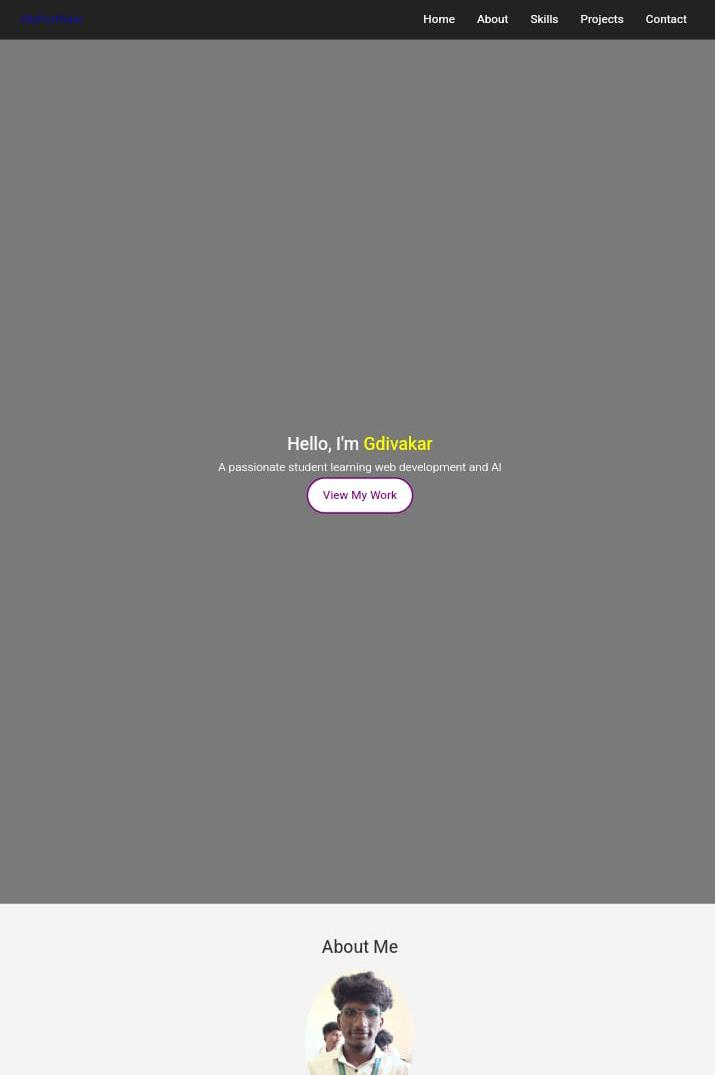 Home About Skills Projects Contact
Hello, I'm Gdivakar
A passionate student learning web development and AI
View My Work
About Me